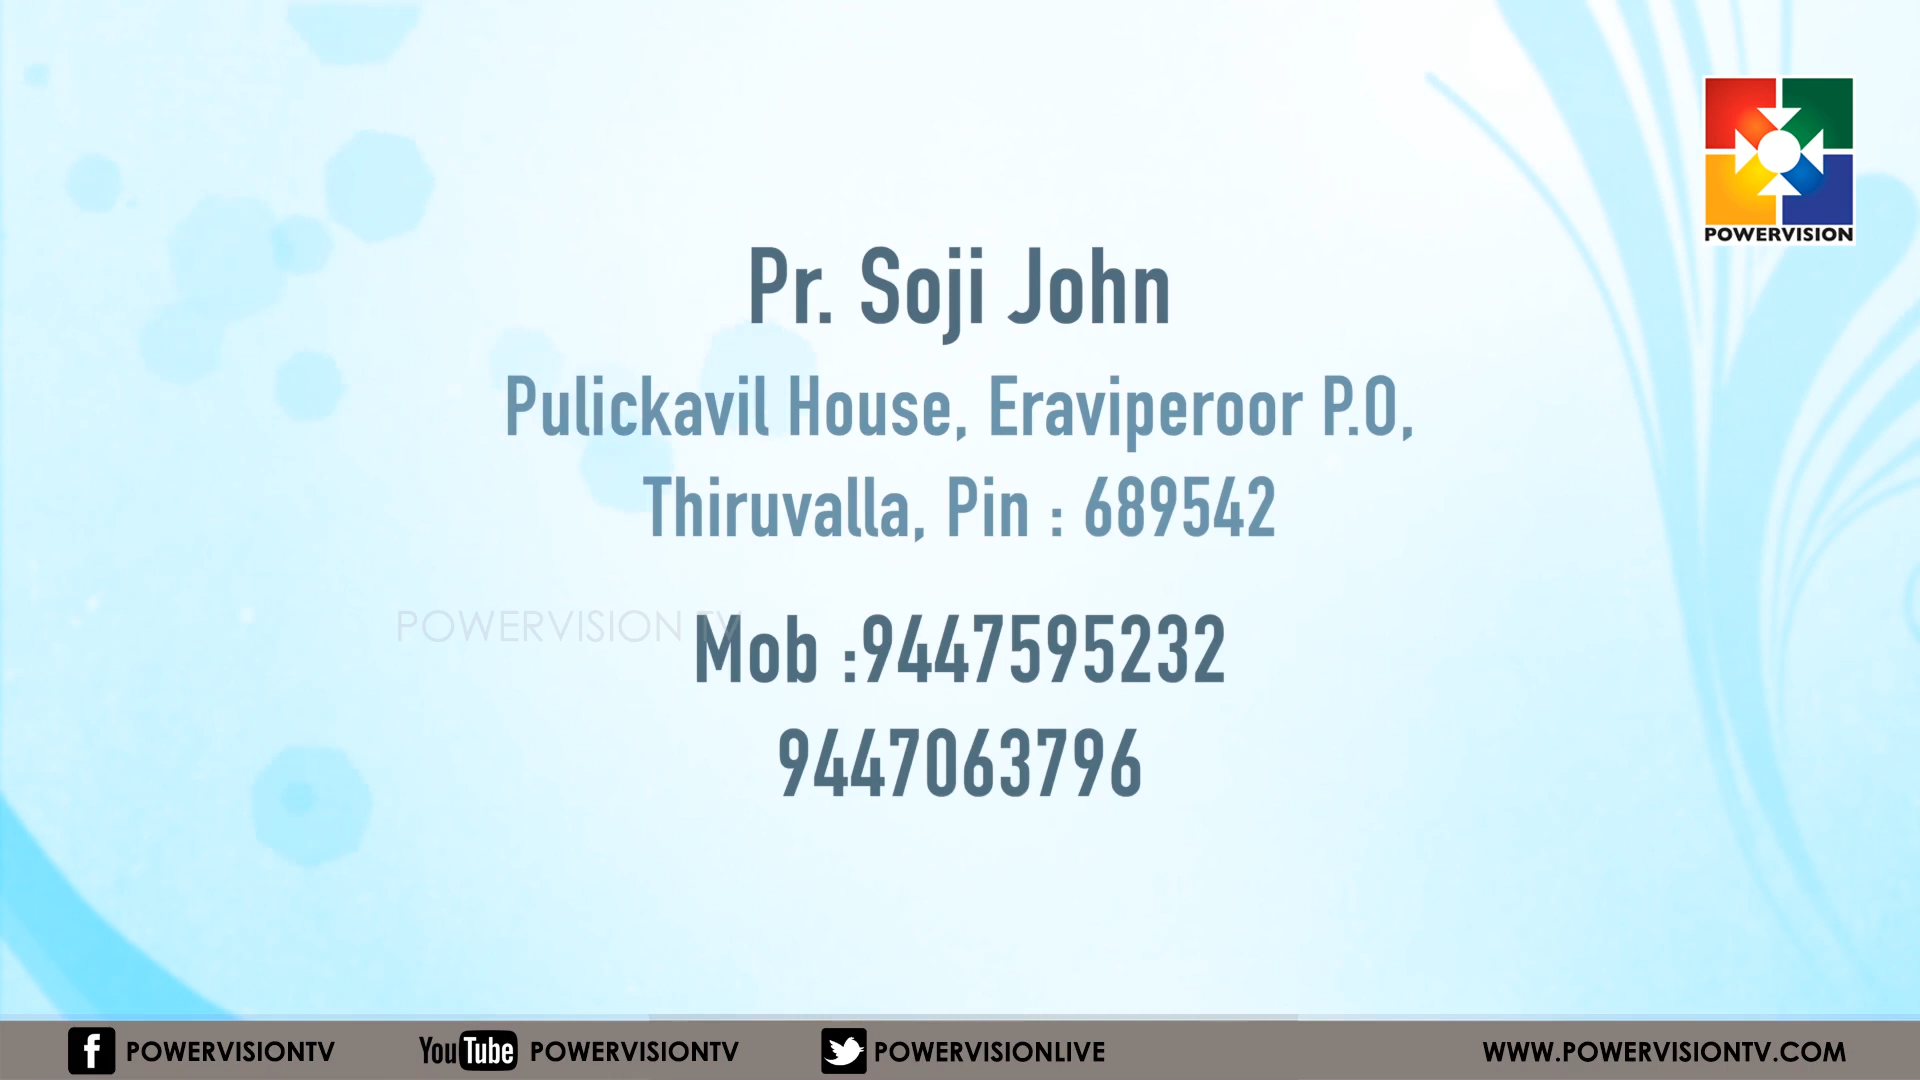 POWERVISION
Pr. Soji John
Pulickavil House, Eraviperoor P.O,
Thiruvalla, Pin : 689542
POWERVISION TV
Mob :9447595232
9447063796
f POWERVISIONTV
YouTube POWERVISIONTV
POWERVISIONLIVE
WWW.POWERVISIONTV.COM